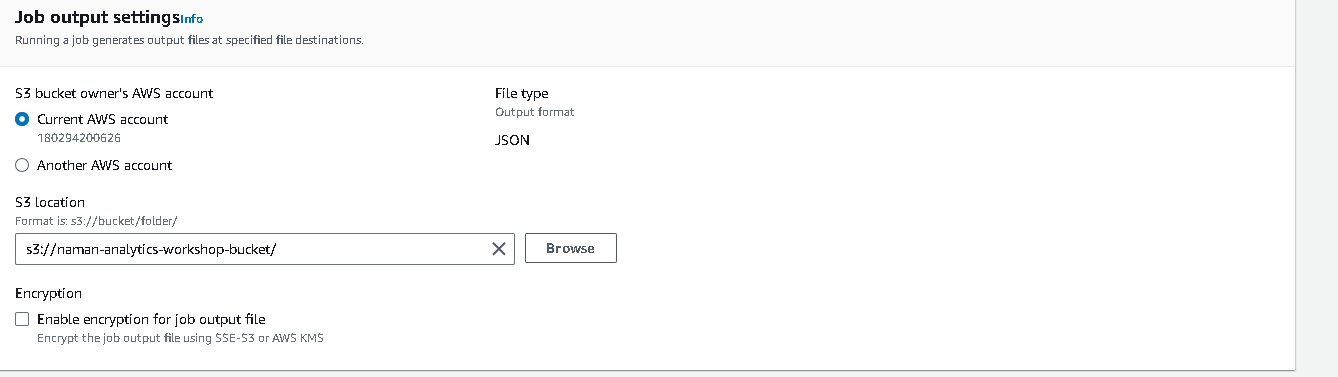 Job output settings Info
Running a job generates output files at specified file destinations.
S3 bucket owner's AWS account
Current AWS account
180294200626
Another AWS account
File type
Output format
JSON
S3 location
Format is: s3://bucket/folder/
s3://naman-analytics-workshop-bucket/
Browse
Encryption
Enable encryption for job output file
Encrypt the job output file using SSE-S3 or AWS KMS